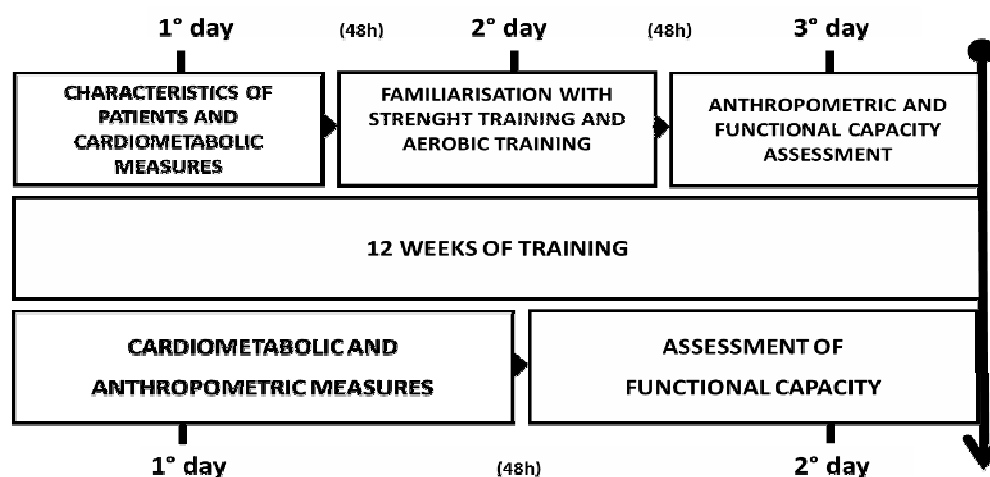 1° day (48h) 2° day (48h) 3° day
CHARACTERISTICS OF
PATIENTS AND
CARDIOMETABOLIC
MEASURES
FAMILIARISATION WITH
STRENGHT TRAINING AND
AEROBIC TRAINING
ANTHROPOMETRIC AND
FUNCTIONAL CAPACITY
ASSESSMENT
12 WEEKS OF TRAINING
CARDIOMETABOLIC AND
ANTHROPOMETRIC MEASURES
ASSESSMENT OF
FUNCTIONAL CAPACITY
1° day (48h) 2° day